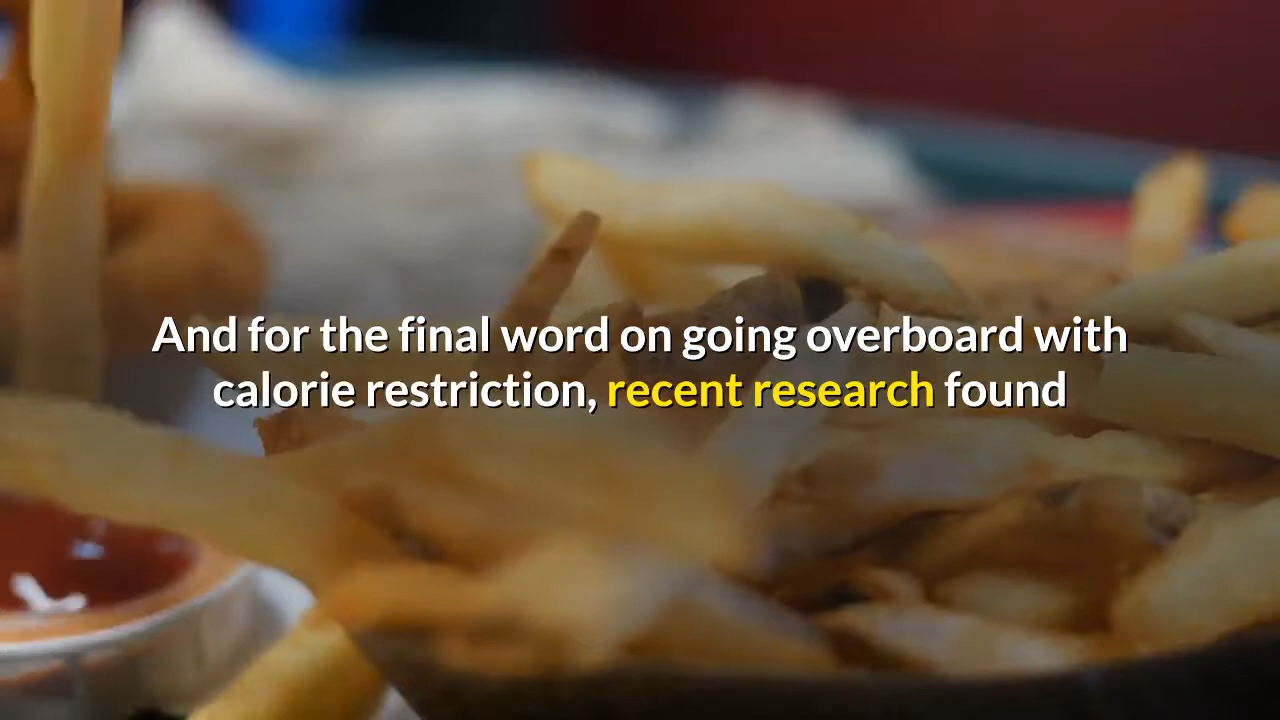 And for the final word on going overboard with
calorie restriction, recent research found